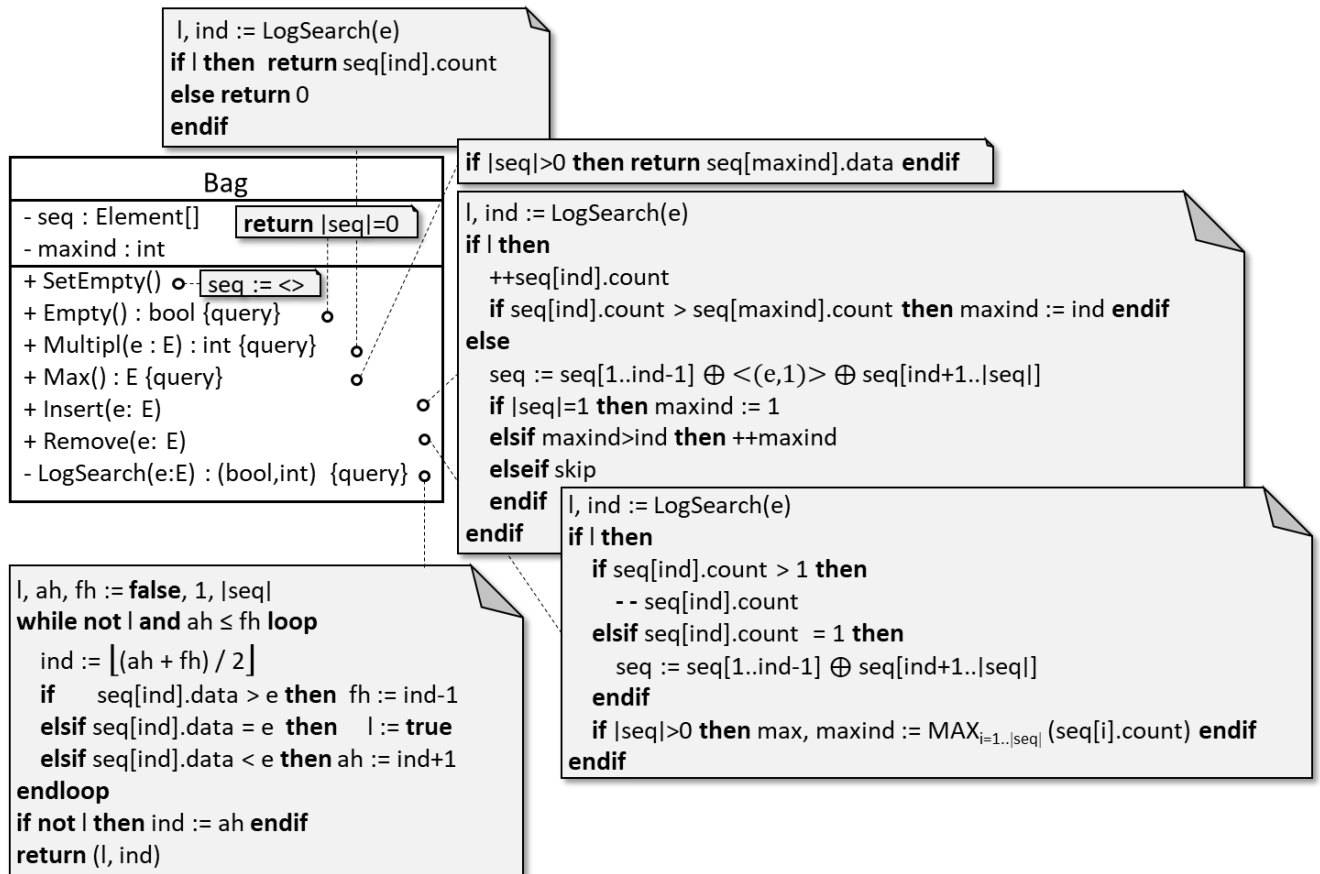 l, ind := LogSearch(e)
if l then return seq[ind].count
else return 0
endif
if |seq|>0 then return seq[maxind].data endif
Bag
- seq : Element[]
- maxind : int
return |seq|=0
+ SetEmpty()
seq := <>
+ Empty() : bool {query}
+ Multipl(e : E) : int {query}
+ Max() : E {query}
+ Insert(e: E)
+ Remove(e: E)
- LogSearch(e:E) : (bool,int) {query}
l, ind := LogSearch(e)
if l then
++seq[ind].count
if seq[ind].count > seq[maxind].count then maxind := ind endif
else
seq := seq[1..ind-1] ⊕ <(e,1)> ⊕ seq[ind+1..|seq|]
if |seq|=1 then maxind := 1
elsif maxind>ind then ++maxind
elseif skip
endif
endif
l, ind := LogSearch(e)
if l then
if seq[ind].count > 1 then
- - seq[ind].count
elsif seq[ind].count = 1 then
seq := seq[1..ind-1] ⊕ seq[ind+1..|seq|]
endif
if |seq|>0 then max, maxind := MAX i=1..|seq| (seq[i].count) endif
endif
l, ah, fh := false, 1, |seq|
while not l and ah ≤ fh loop
ind := ⌊(ah + fh) / 2⌋
if seq[ind].data > e then fh := ind-1
elsif seq[ind].data = e then l := true
elsif seq[ind].data < e then ah := ind+1
endloop
if not l then ind := ah endif
return (l, ind)